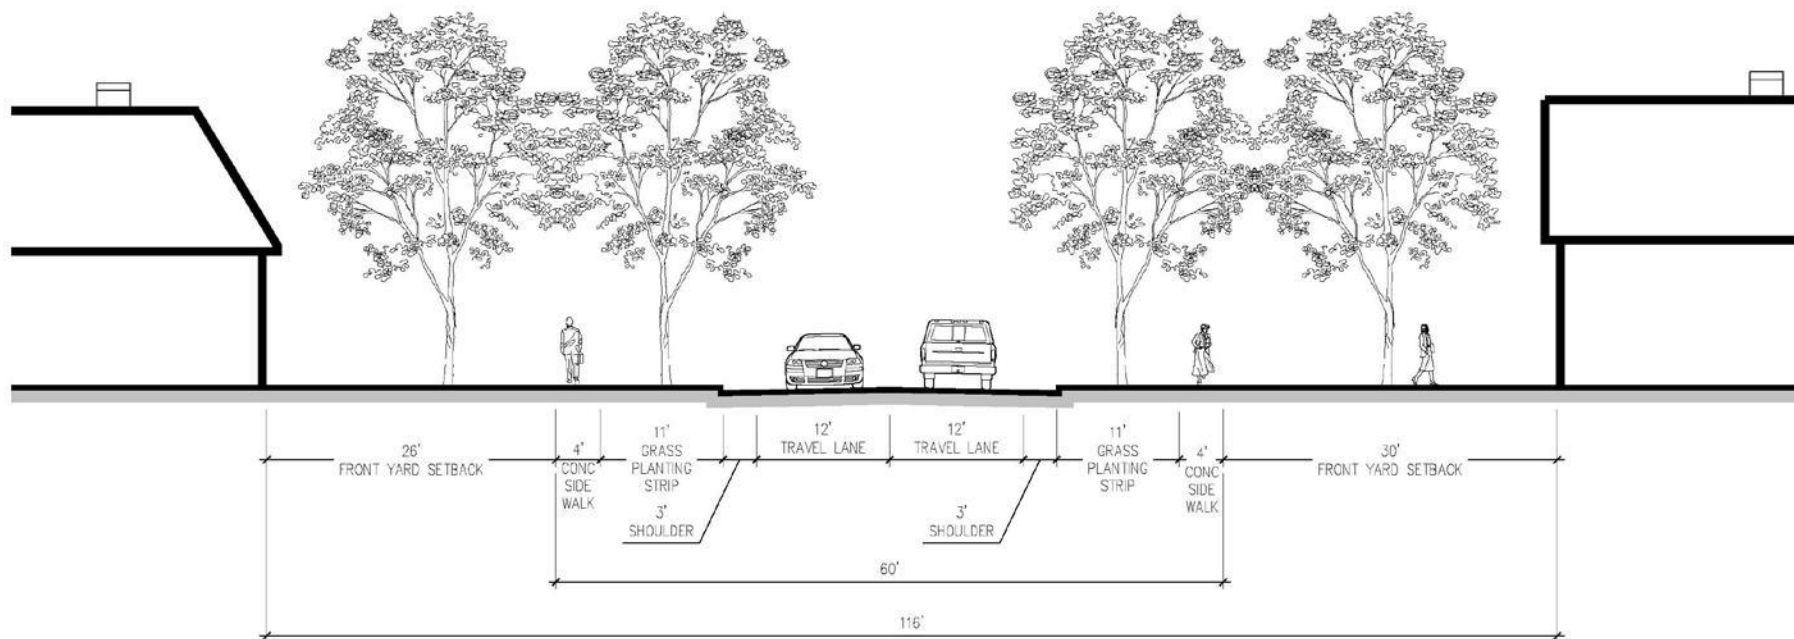 26'
FRONT YARD SETBACK
4'
CONC
SIDE
WALK
11'
GRASS
PLANTING
STRIP
3'
SHOULDER
12'
TRAVEL LANE
12'
TRAVEL LANE
3'
SHOULDER
11'
GRASS
PLANTING
STRIP
4'
CONC
SIDE
WALK
30'
FRONT YARD SETBACK
60'
116'